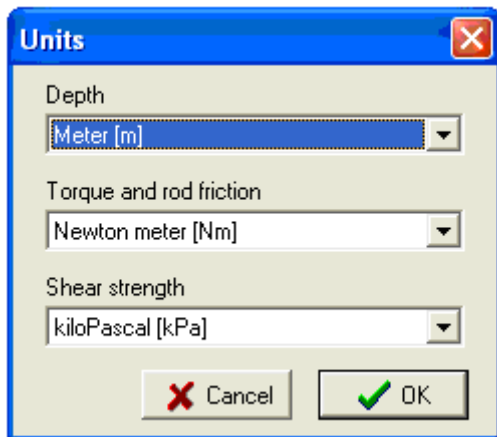 Units
Depth
Meter [m]
Torque and rod friction
Newton meter [Nm]
Shear strength
kiloPascal [kPa]
Cancel OK